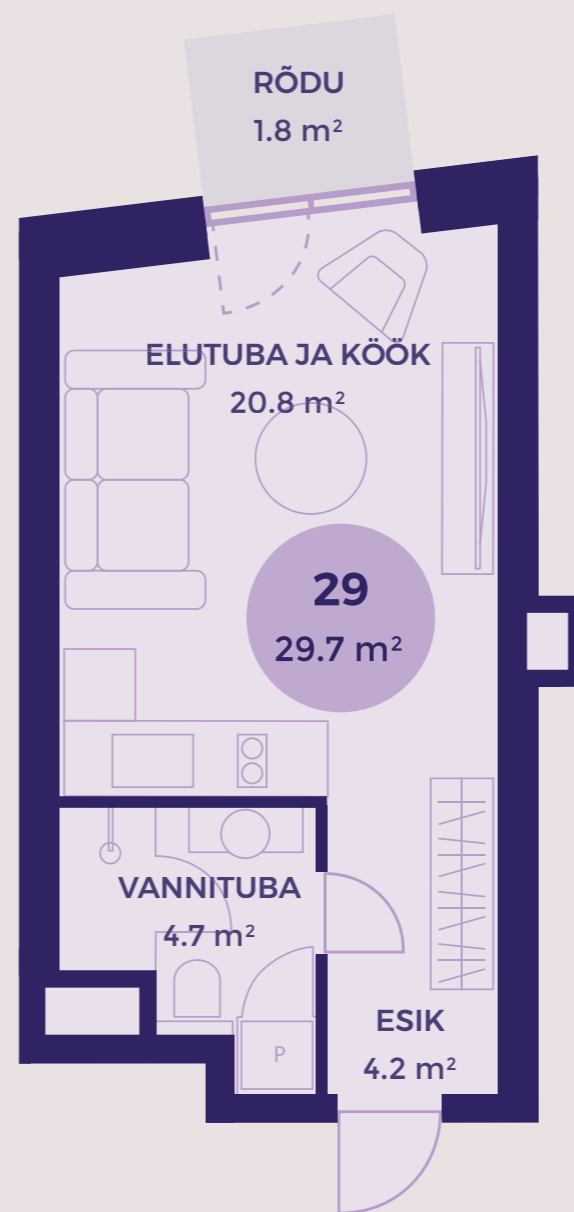 RÕDU
1.8 m²
ELUTUBA JA KÖÖK
20.8 m²
29
29.7 m²
VANNITUBA
4.7 m²
ESIK
4.2 m²
P